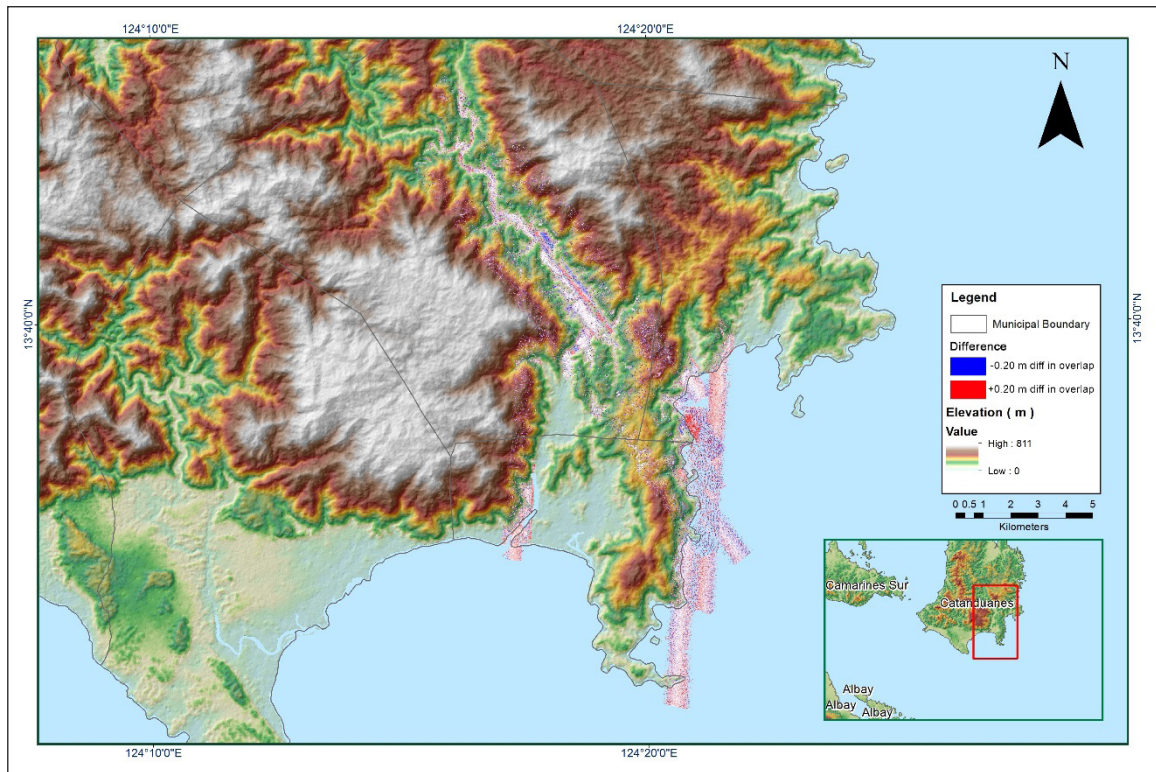 124°10'0"E
124°20'0"E
N
13°40'0"N
13°40'0"N
Legend
Municipal Boundary
Difference
-0.20 m diff in overlap
+0.20 m diff in overlap
Elevation ( m )
Value
High : 811
Low : 0
0 0.5 1 2 3 4 5
Kilometers
Camarines Sur
Catanduanes
Albay
Albay
Albay
124°10'0"E
124°20'0"E